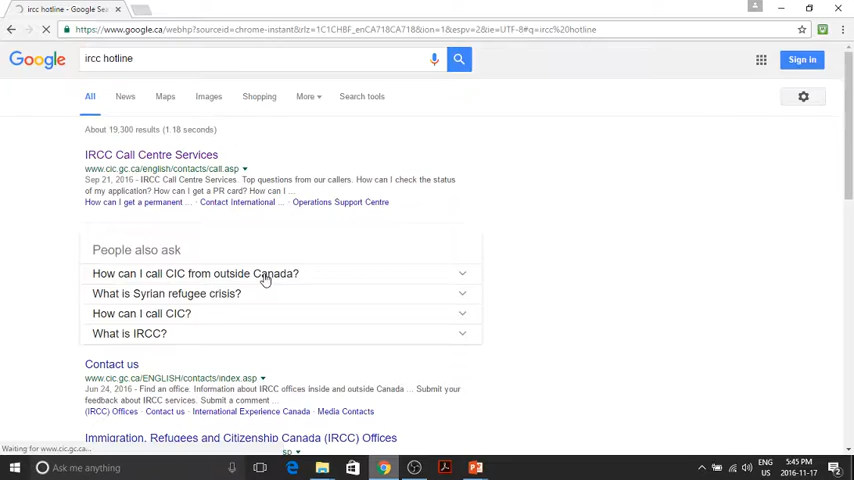 ircc hotline - Google Sea
https://www.google.ca/webhp?sourceid=chrome-instant&rlz=1C1CHBF_enCA718CA718&ion=1&espv=2&ie=UTF-8#q=ircc%20hotline
Google
ircc hotline
Sign in
All News Maps Images Shopping More Search tools
About 19,300 results (1.18 seconds)
IRCC Call Centre Services
www.cic.gc.ca/english/contacts/call.asp
Sep 21, 2016 - IRCC Call Centre Services. Top questions from our callers. How can I check the status
of my application? How can I get a PR card? How can I ...
How can I get a permanent ... · Contact International ... · Operations Support Centre
People also ask
How can I call CIC from outside Canada?
What is Syrian refugee crisis?
How can I call CIC?
What is IRCC?
Contact us
www.cic.gc.ca/ENGLISH/contacts/index.asp
Jun 24, 2016 - Find an office. Information about IRCC offices inside and outside Canada ... Submit your
feedback about IRCC services. Submit a comment ...
(IRCC) Offices · Contact us · International Experience Canada · Media Contacts
Immigration, Refugees and Citizenship Canada (IRCC) Offices
sp
Waiting for www.cic.gc.ca...
Ask me anything
ENG
US
5:45 PM
2016-11-17
2